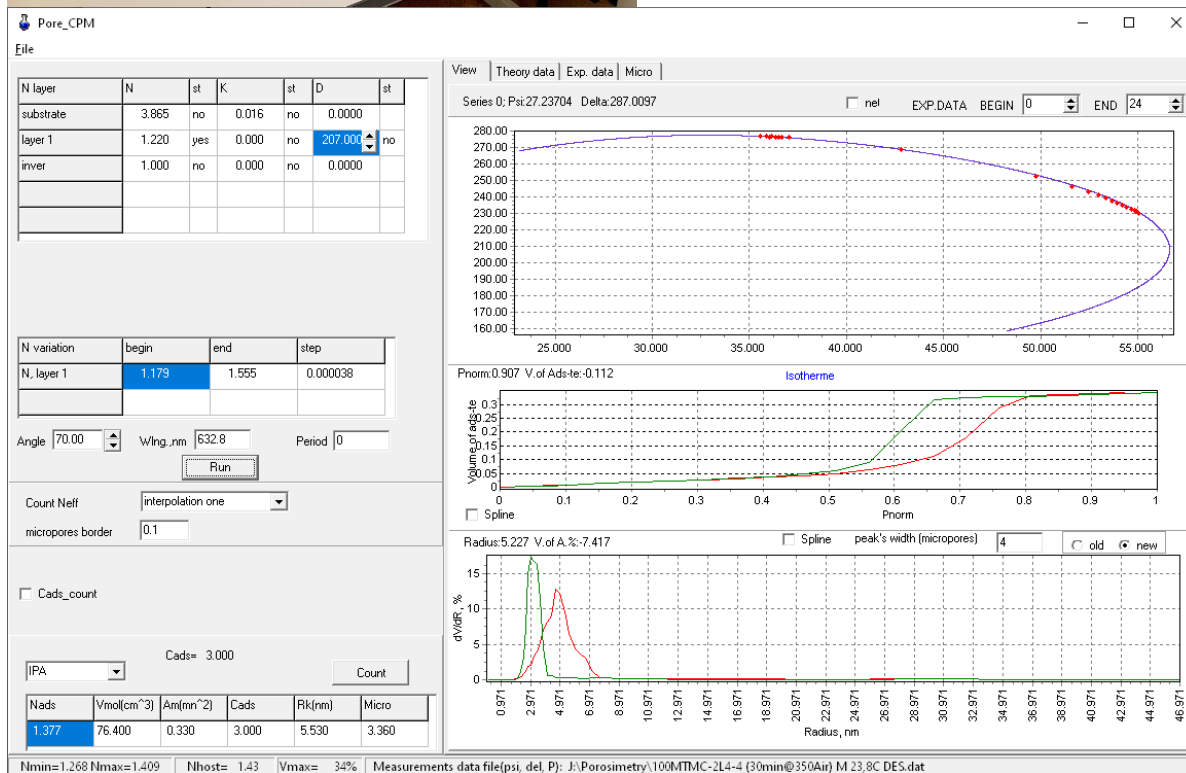 Pore_CPM
File
N layer N st K st D st
substrate 3.865 no 0.016 no 0.0000
layer 1 1.220 yes 0.000 no 207.000 no
inver 1.000 no 0.000 no 0.0000
N variation begin end step
N, layer 1 1.179 1.555 0.000038
Angle 70.00 Wlng.,nm 632.8 Period 0
Run
Count Neff interpolation one
micropores border 0.1
Cads_count
Cads= 3.000
IPA Count
Nads Vmol(cm^3) Am(nm^2) Cads Rk(nm) Micro
1.377 76.400 0.330 3.000 5.530 3.360
View Theory data Exp. data Micro
Series 0; Psi:27.23704 Delta:287.0097 nel EXP.DATA BEGIN 0 END 24
280.00
270.00
260.00
250.00
240.00
230.00
220.00
210.00
200.00
190.00
180.00
170.00
160.00
25.000 30.000 35.000 40.000 45.000 50.000 55.000
Pnorm:0.907 V.of Ads-te:-0.112 Isotherme
Volume of ads-te
0.3
0.25
0.2
0.15
0.1
0.05
0
0 0.1 0.2 0.3 0.4 0.5 0.6 0.7 0.8 0.9 1
Pnorm
Spline
Radius:5.227 V.of A.%:-7.417 Spline peak's width (micropores) 4 old new
dV/dR, %
15
10
5
0
0.971 2.971 4.971 6.971 8.971 10.971 12.971 14.971 16.971 18.971 20.971 22.971 24.971 26.971 28.971 30.971 32.971 34.971 36.971 38.971 40.971 42.971 44.971 46.971
Radius, nm
Nmin=1.268 Nmax=1.409 Nhost= 1.43 Vmax= 34% Measurements data file(psi, del, P): J:\Porosimetry\100MTMC-2L4-4 (30min@350Air) M 23,8C DES.dat